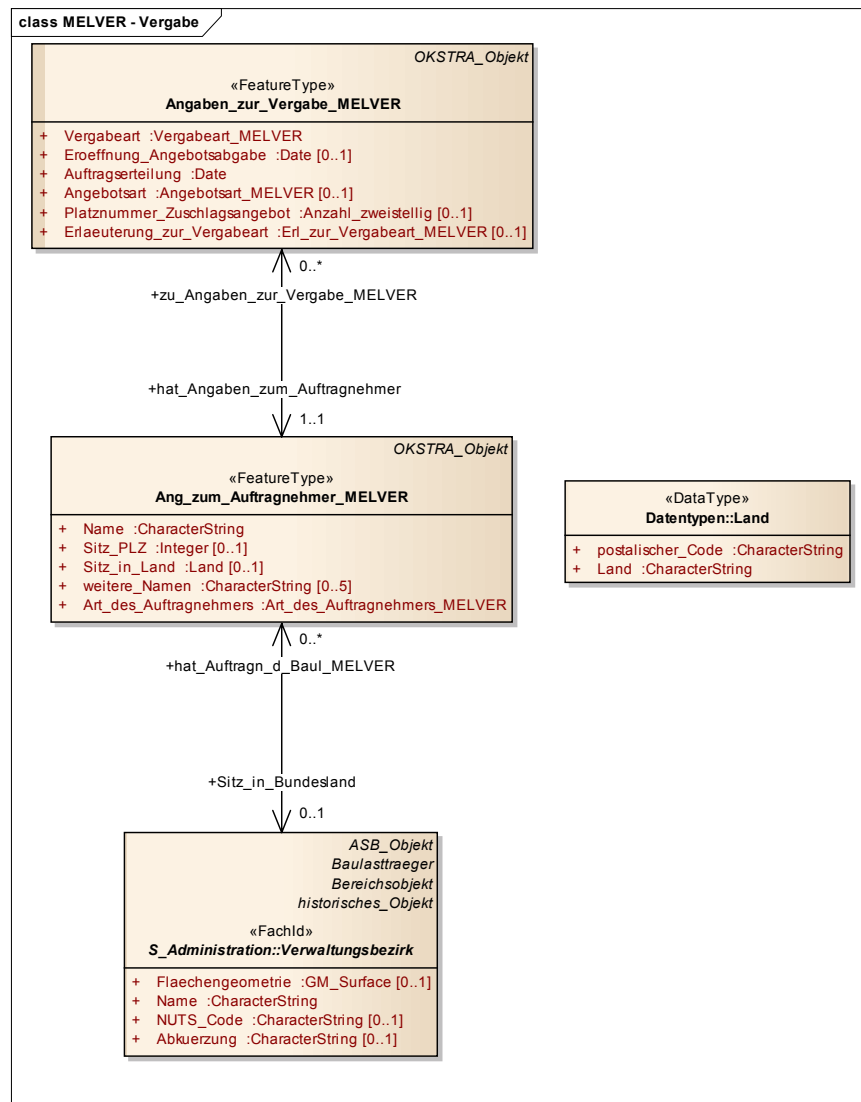 class MELVER - Vergabe
OKSTRA_Objekt
«FeatureType»
Angaben_zur_Vergabe_MELVER
+ Vergabeart :Vergabeart_MELVER
+ Eroeffnung_Angebotsabgabe :Date [0..1]
+ Auftragserteilung :Date
+ Angebotsart :Angebotsart_MELVER [0..1]
+ Platznummer_Zuschlagsangebot :Anzahl_zweistellig [0..1]
+ Erlaeuterung_zur_Vergabeart :Erl_zur_Vergabeart_MELVER [0..1]
0..*
+zu_Angaben_zur_Vergabe_MELVER
+hat_Angaben_zum_Auftragnehmer
1..1
OKSTRA_Objekt
«FeatureType»
Ang_zum_Auftragnehmer_MELVER
+ Name :CharacterString
+ Sitz_PLZ :Integer [0..1]
+ Sitz_in_Land :Land [0..1]
+ weitere_Namen :CharacterString [0..5]
+ Art_des_Auftragnehmers :Art_des_Auftragnehmers_MELVER
«DataType»
Datentypen::Land
+ postalischer_Code :CharacterString
+ Land :CharacterString
0..*
+hat_Auftragn_d_Baul_MELVER
+Sitz_in_Bundesland
0..1
ASB_Objekt
Baulasttraeger
Bereichsobjekt
historisches_Objekt
«FachId»
S_Administration::Verwaltungsbezirk
+ Flaechengeometrie :GM_Surface [0..1]
+ Name :CharacterString
+ NUTS_Code :CharacterString [0..1]
+ Abkuerzung :CharacterString [0..1]